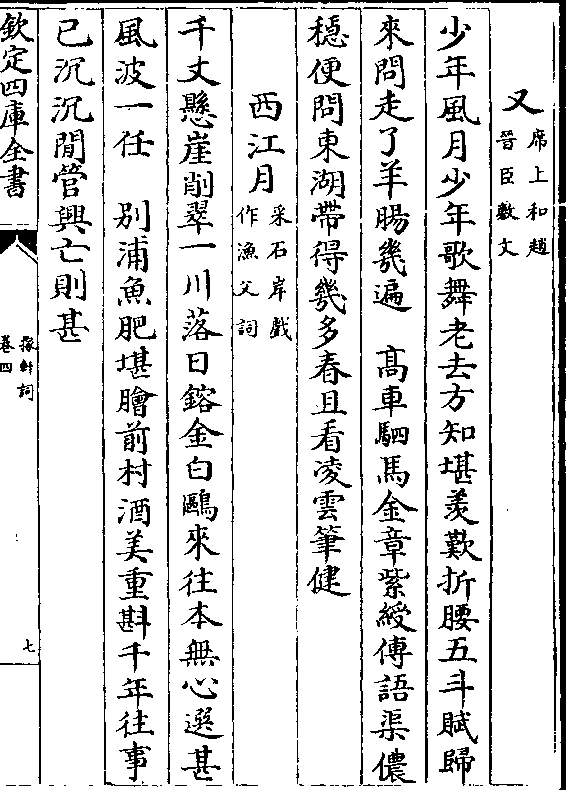 又席上和趙
晉臣敷文
少年風月少年歌舞老去方知堪羡歎折腰五斗賦歸
來問走了羊腸幾遍　高車駟馬金章紫綬傳語渠儂
穩便問東湖帶得幾多春且看凌雲筆健
西江月采石岸戲
作漁父詞
千丈懸崖削翠一川落日鎔金白鷗來往本無心選甚
風波一任　别浦魚肥堪膾前村酒美重斟千年往事
已沉沉閒管興亡則甚
欽定四庫全書
稼軒詞
卷四
七